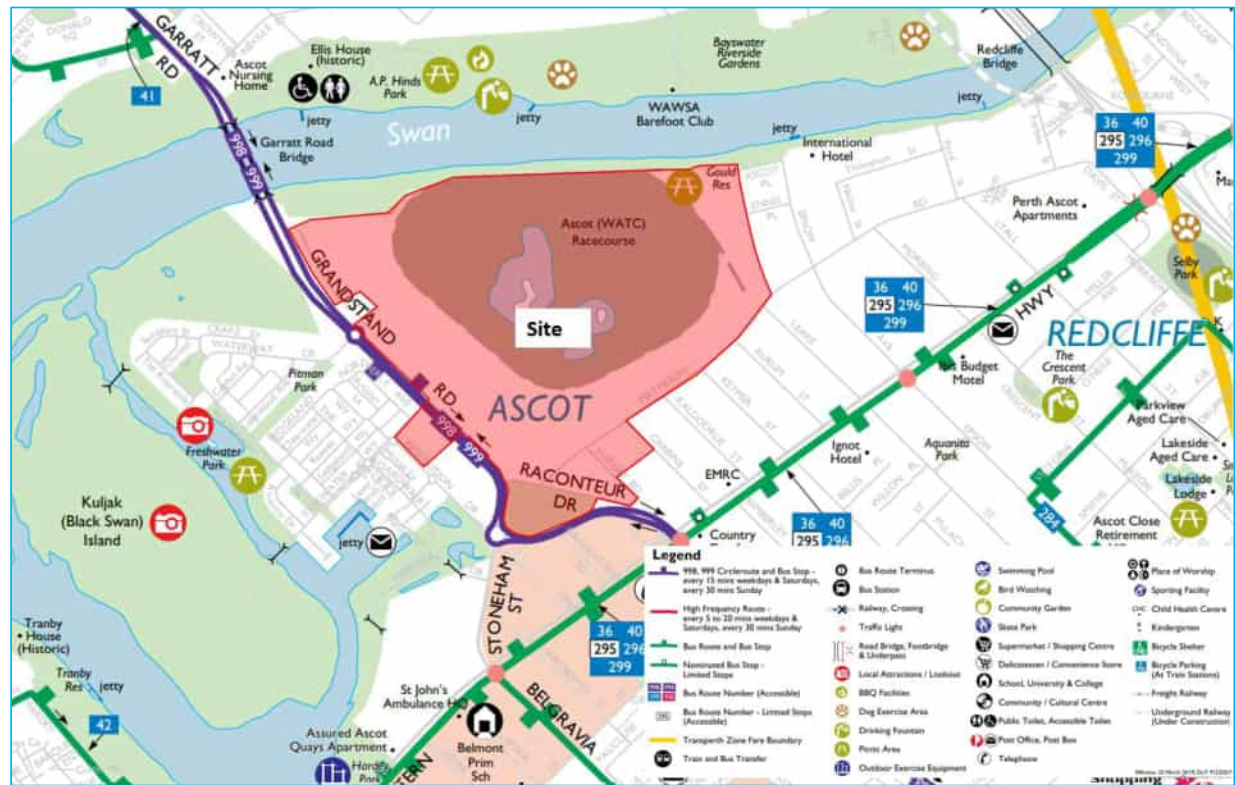 GARRATT
RD
41
Ascot
Nursing
Home
Ellis House
(historic)
A.P. Hinds
Park
jetty
Swan
Garratt Road
Bridge
998
999
jetty
WAWSA
Barefoot Club
Bayswater
Riverside
Gardens
Redcliffe
Bridge
jetty
jetty
International
Hotel
36 40
295 296
299
Perth Ascot
Apartments
Gould
Res
Ascot (WATC)
Racecourse
Site
GRANDSTAND
RD
ASCOT
998
999
RACONTEUR
DR
36 40
295 296
299
HWY
REDCLIFFE
Selby
Park
The
Crescent
Park
Ibis Budget
Motel
Parkview
Aged Care
Lakeside
Aged Care
Lakeside
Lodge
284
Ascot Close
Retirement
Aquanita
Park
Ignot
Hotel
EMRC
36 40
295 296
Country
WATERWAY
Pitman
Park
Freshwater
Park
Kuljak
(Black Swan)
Island
jetty
STONEHAM
ST
Tranby
House
(Historic)
Tranby
Res
jetty
42
St John's
Ambulance HQ
Assured Ascot
Quays Apartment
Hardey
Park
Belmont
Prim
Sch
BELGRAVIA
36 40
295 296
299
Legend
998, 999 Circleroute and Bus Stop -
every 15 mins weekdays & Saturdays,
every 30 mins Sunday
High Frequency Route -
every 5 to 20 mins weekdays &
Saturdays, every 30 mins Sunday
Bus Route and Bus Stop
Nominated Bus Stop -
Limited Stops
Bus Route Number (Accessible)
Bus Route Number - Limited Stops
(Accessible)
Transperth Zone Fare Boundary
Train and Bus Transfer
Bus Route Terminus
Bus Station
Railway, Crossing
Traffic Light
Road Bridge, Footbridge
& Underpass
Local Attractions / Lookout
BBQ Facilities
Dog Exercise Area
Drinking Fountain
Picnic Area
Outdoor Exercise Equipment
Swimming Pool
Bird Watching
Community Garden
Skate Park
Supermarket / Shopping Centre
Delicatessen / Convenience Store
School, University & College
Community / Cultural Centre
Public Toilet, Accessible Toilet
Post Office, Post Box
Telephone
Place of Worship
Sporting Facility
CHC Child Health Centre
K Kindergarten
Bicycle Shelter
Bicycle Parking
(At Train Stations)
Freight Railway
Underground Railway
(Under Construction)